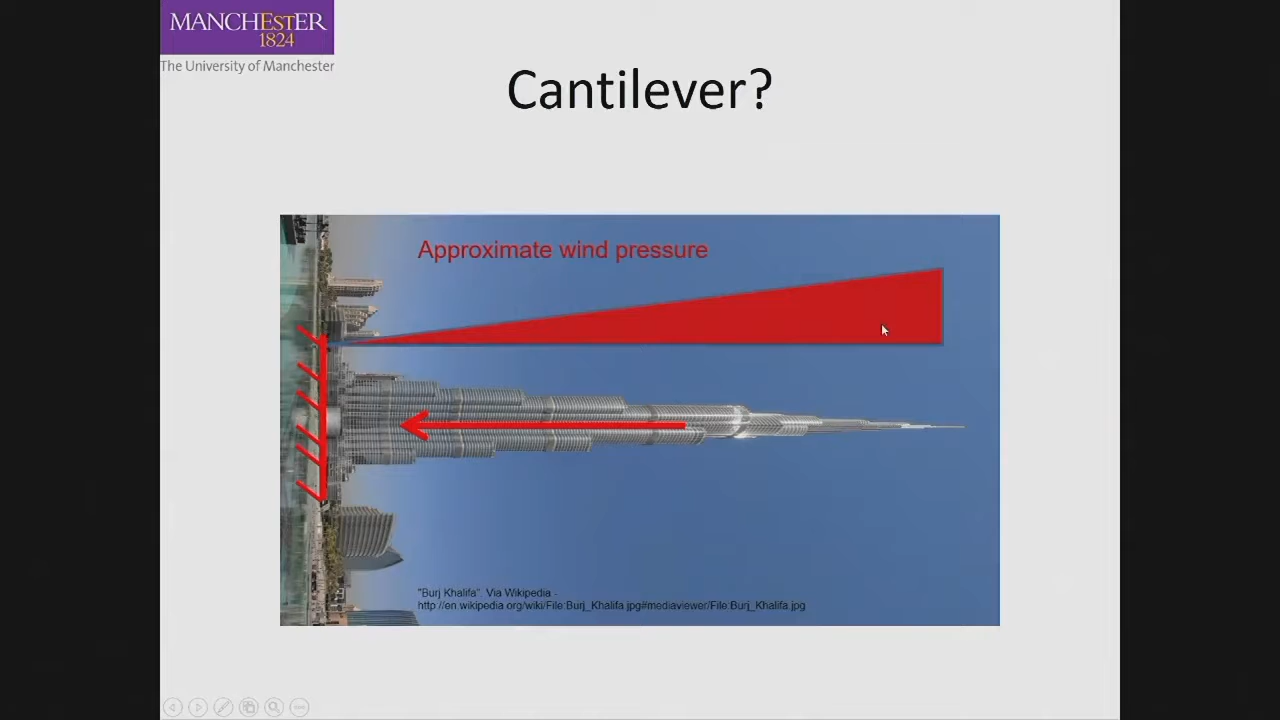 MANCHEstER
1824
The University of Manchester
Cantilever?
Approximate wind pressure
"Burj Khalifa". Via Wikipedia -
http://en.wikipedia.org/wiki/File:Burj_Khalifa.jpg#mediaviewer/File:Burj_Khalifa.jpg